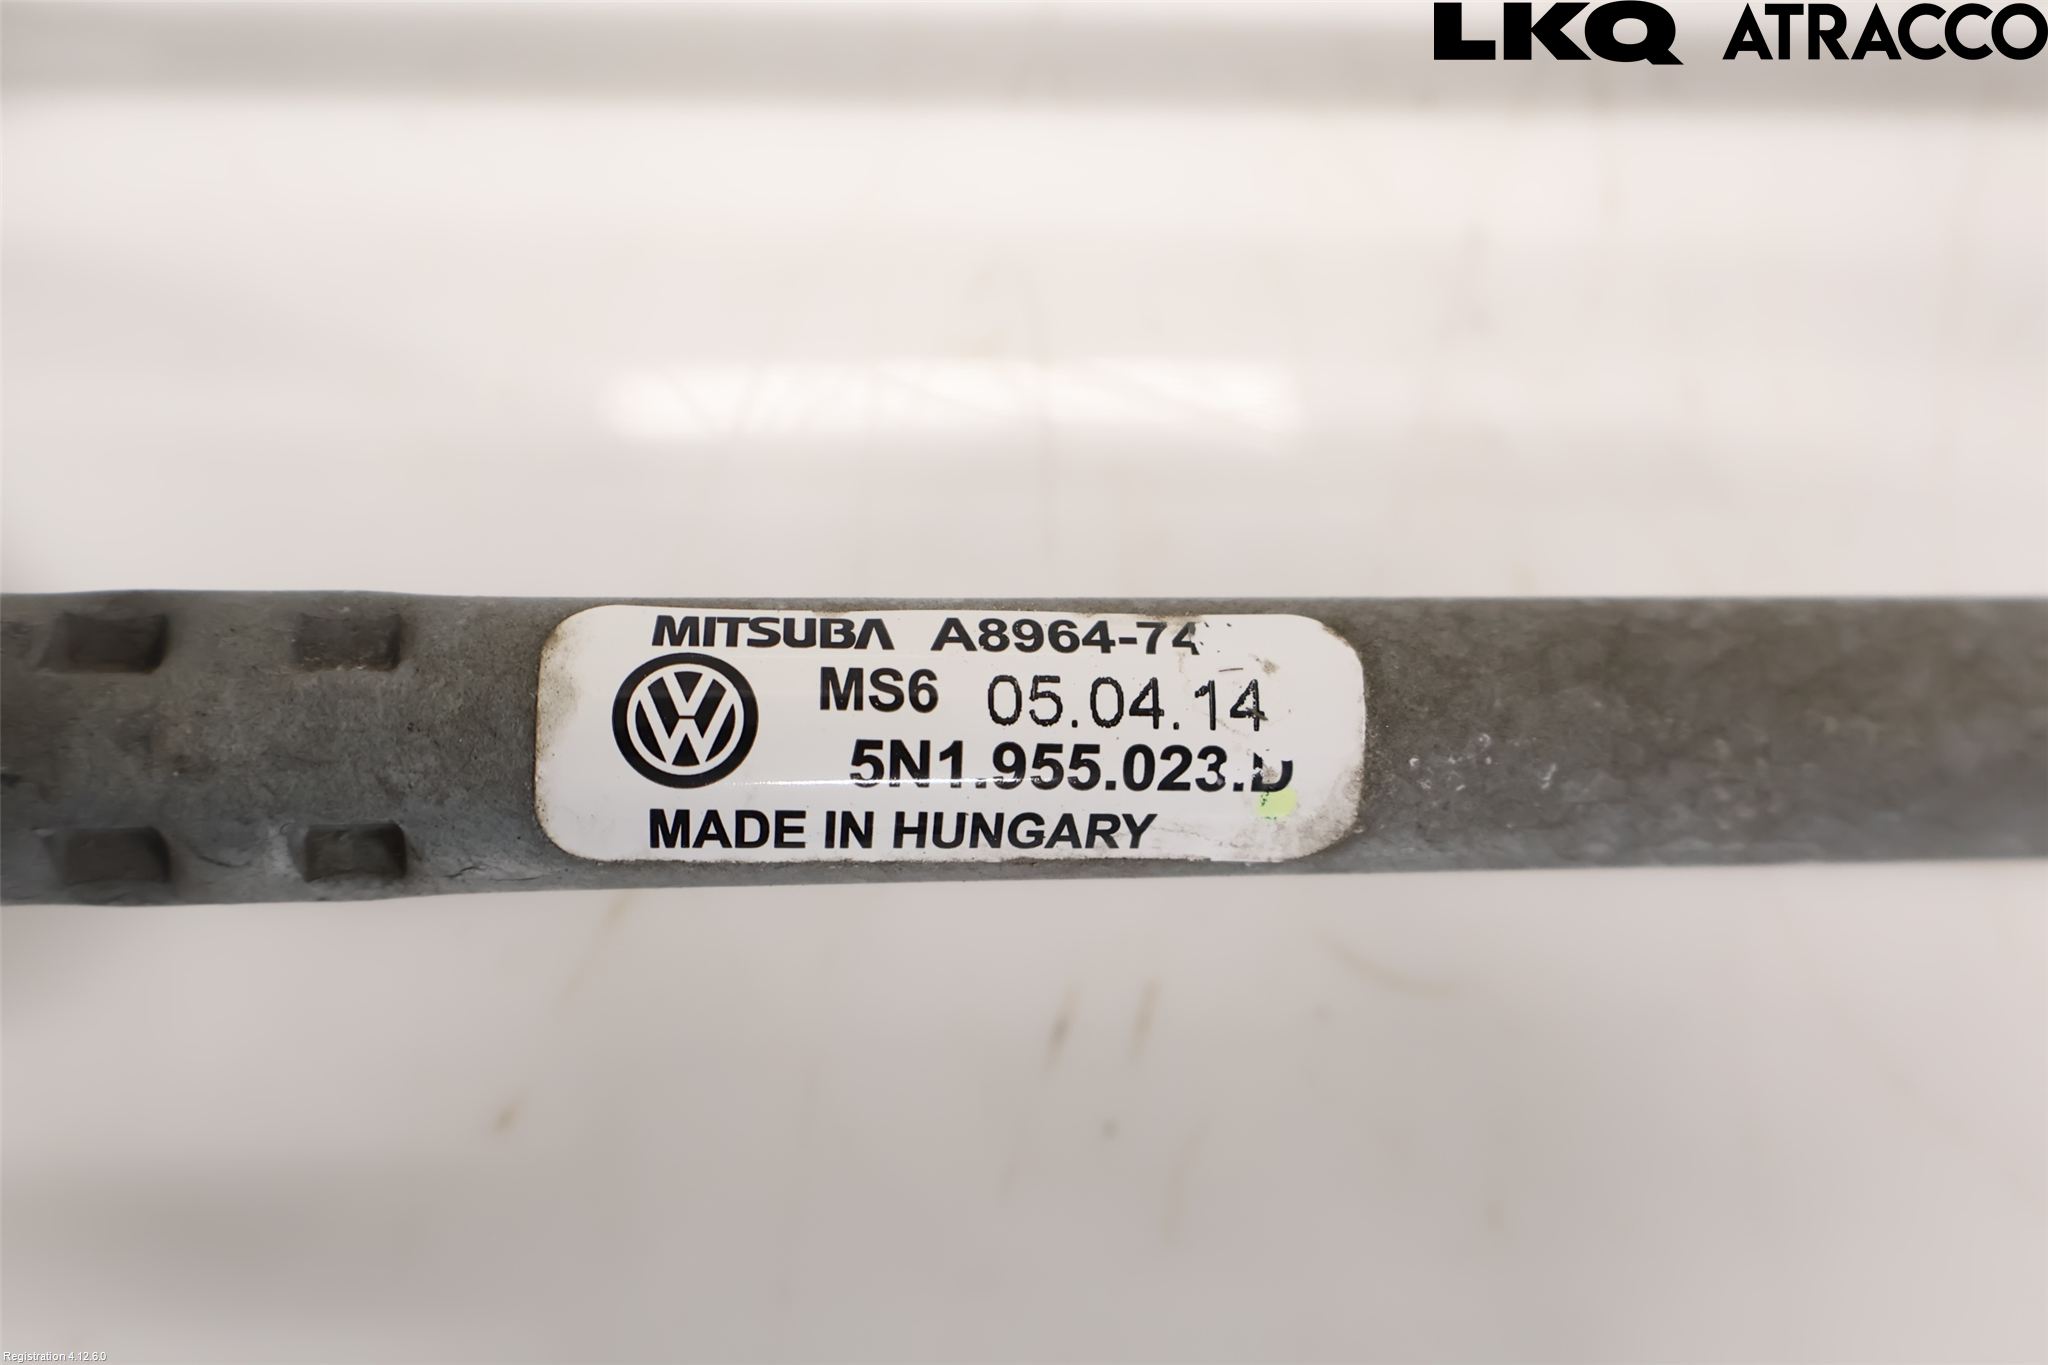 LKQ ATRACCO
MITSUBA A8964-74
MS6 05.04.14
5N1.955.023.D
MADE IN HUNGARY
Registration 4.12.6.0